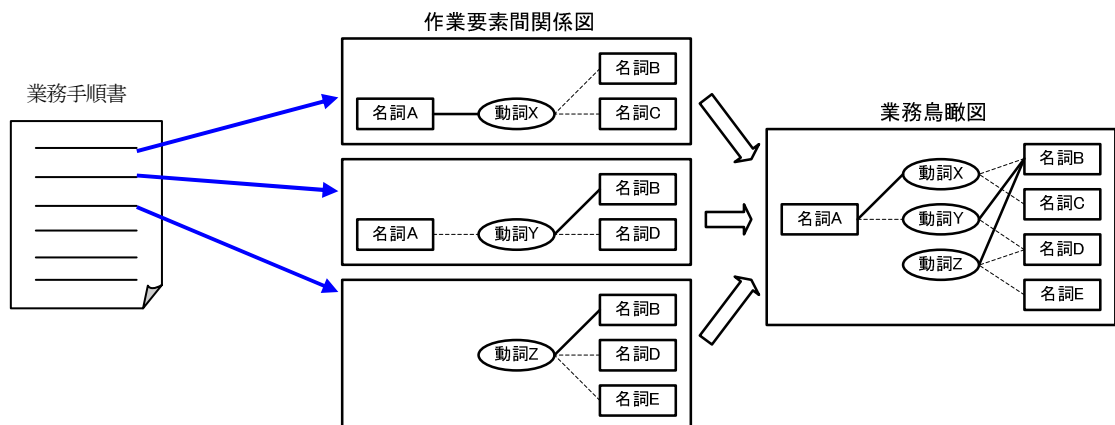 作業要素間関係図
業務手順書
名詞A
動詞X
名詞B
名詞C
名詞A
動詞Y
名詞B
名詞D
動詞Z
名詞B
名詞D
名詞E
業務鳥瞰図
名詞A
動詞X
動詞Y
動詞Z
名詞B
名詞C
名詞D
名詞E